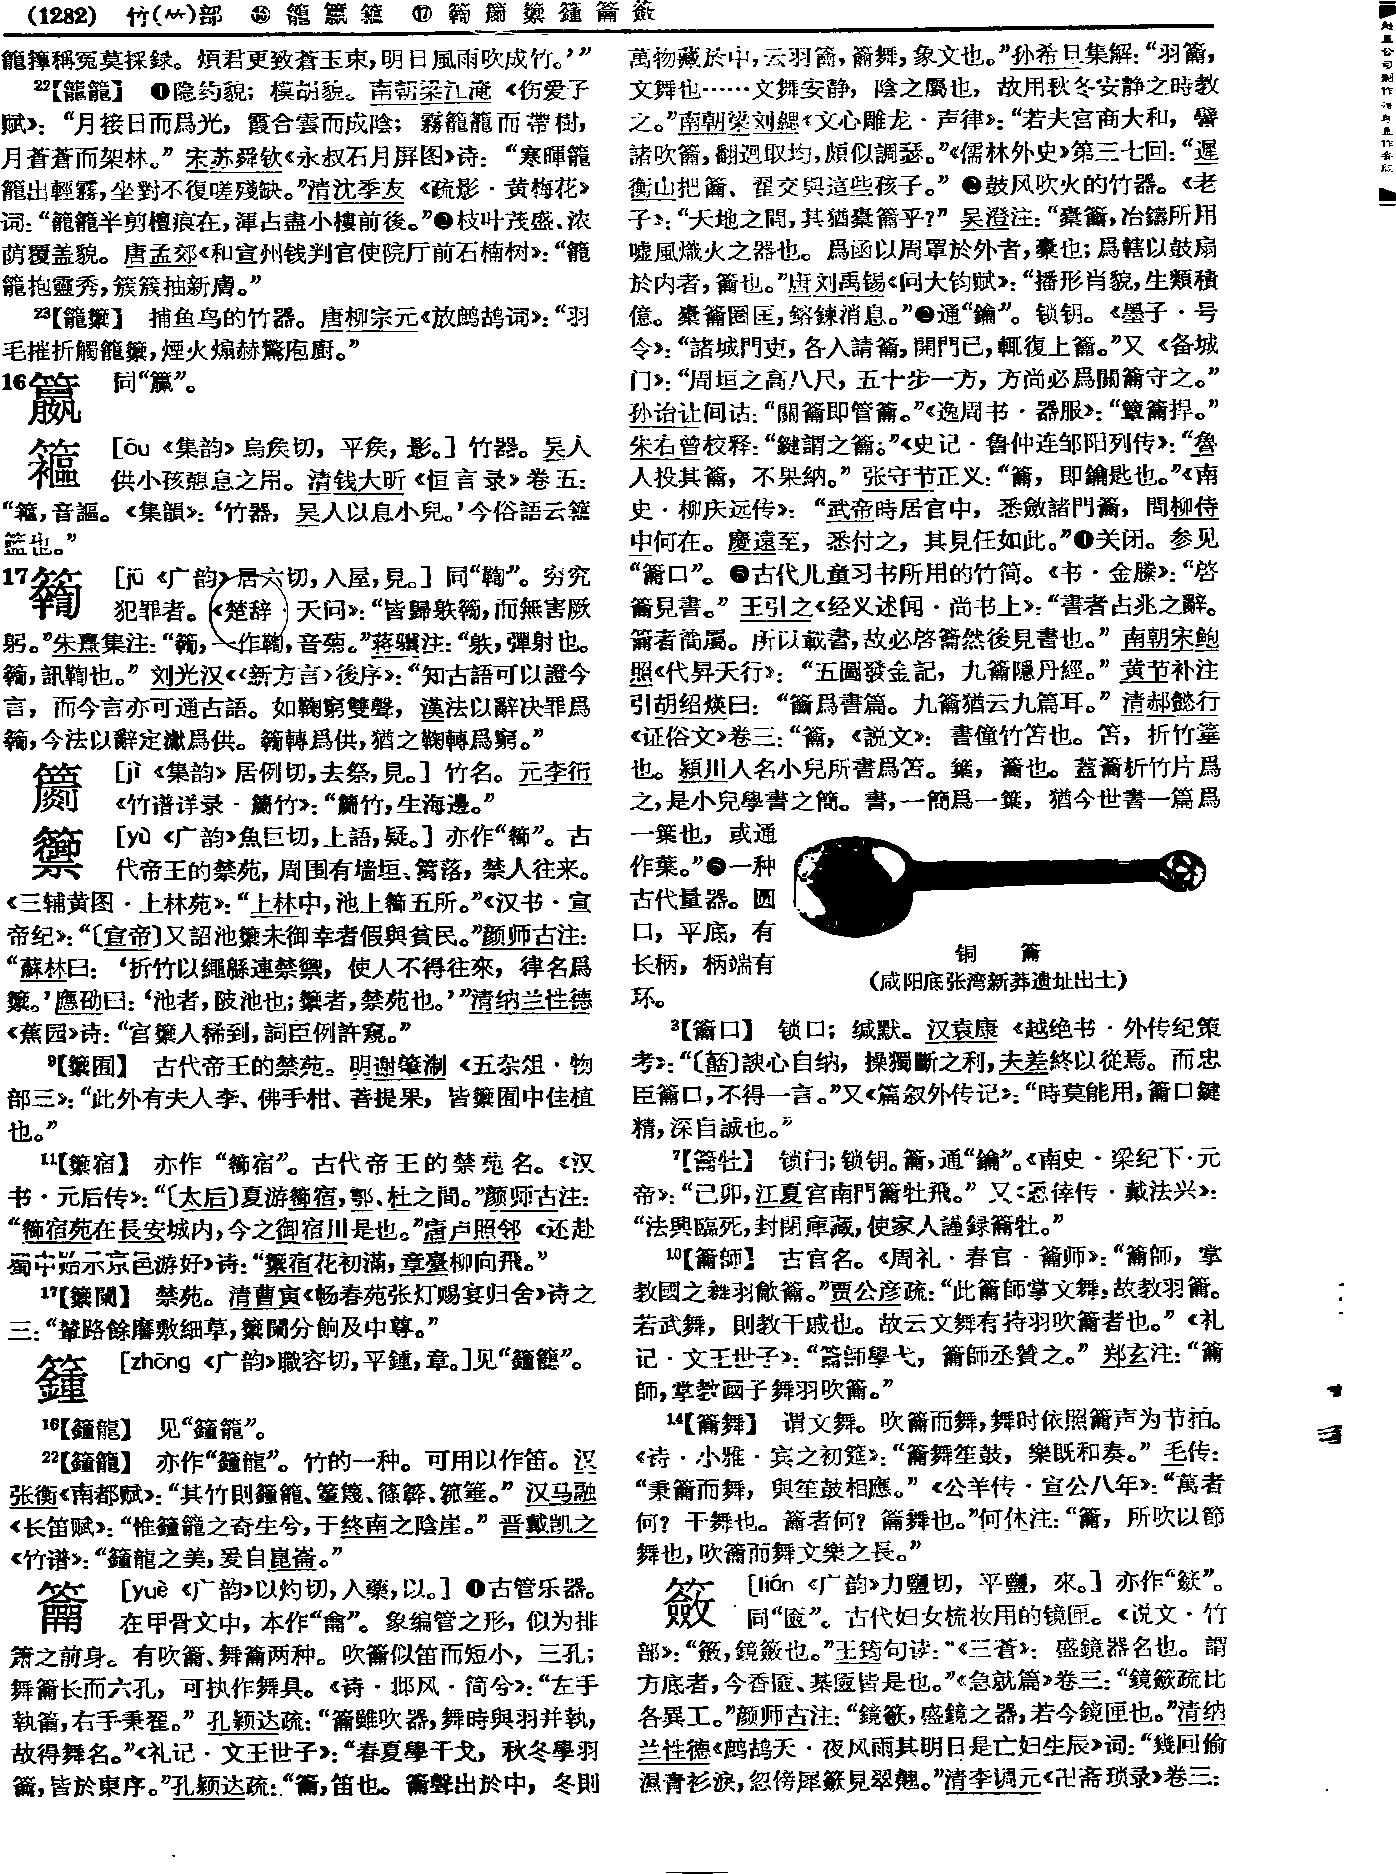 (1282) 竹(⺮)部 ⑯ 籠籯䉱 ⑰ 䉹䉶籞籦籥籢
籠擇稱冤莫採録。煩君更致蒼玉束,明日風雨吹成竹。’”
²²【籠籠】 ❶隐约貌;模胡貌。南朝梁江淹《伤爱子
赋》:“月接日而爲光,霞合雲而成陰;霧籠籠而帶樹,
月蒼蒼而架林。”宋苏舜钦《永叔石月屏图》诗:“寒暉籠
籠出輕霧,坐對不復嗟殘缺。”清沈季友《疏影·黄梅花》
词:“籠籠半剪檀痕在,渾占盡小樓前後。”❷枝叶茂盛、浓
荫覆盖貌。唐孟郊《和宣州钱判官使院厅前石楠树》:“籠
籠抱靈秀,簇簇抽新膚。”
²³【籠籞】 捕鱼鸟的竹器。唐柳宗元《放鹧鸪词》:“羽
毛摧折觸籠籞,煙火煽赫驚庖廚。”
16
籯 同“籝”。
䉱 [ōu《集韵》烏侯切,平侯,影。]竹器。吴人
供小孩憩息之用。清钱大昕《恒言录》卷五:
“䉱,音謳。《集韻》:‘竹器,吴人以息小兒。’今俗語云䉱
籃也。”
17
䉹 [jū《广韵》居六切,入屋,見。]同“鞫”。穷究
犯罪者。《楚辞·天问》:“皆歸䠶䉹,而無害厥
躬。”朱熹集注:“䉹,一作鞫,音菊。”蒋骥注:“䠶,彈射也。
䉹,訊鞫也。”刘光汉《〈新方言〉後序》:“知古語可以證今
言,而今言亦可通古語。如鞠窮雙聲,漢法以辭决罪爲
䉹,今法以辭定讞爲供。䉹轉爲供,猶之鞠轉爲窮。”
䉶 [jì《集韵》居例切,去祭,見。]竹名。元李衎
《竹谱详录·䉶竹》:“䉶竹,生海邊。”
籞 [yù《广韵》魚巨切,上語,疑。]亦作“篽”。古
代帝王的禁苑,周围有墙垣、篱落,禁人往来。
《三辅黄图·上林苑》:“上林中,池上篽五所。”《汉书·宣
帝纪》:“〔宣帝〕又詔池籞未御幸者假與貧民。”颜师古注:
“蘇林曰:‘折竹以繩緜連禁禦,使人不得往來,律名爲
籞。’應劭曰:‘池者,陂池也;籞者,禁苑也。’”清纳兰性德
《蕉园》诗:“宫籞人稀到,詞臣例許窺。”
⁹【籞囿】 古代帝王的禁苑。明谢肇淛《五杂俎·物
部三》:“此外有夫人李、佛手柑、菩提果,皆籞囿中佳植
也。”
¹¹【籞宿】 亦作“篽宿”。古代帝王的禁苑名。《汉
书·元后传》:“〔太后〕夏游篽宿,鄠、杜之間。”颜师古注:
“篽宿苑在長安城内,今之御宿川是也。”唐卢照邻《还赴
蜀中贻示京邑游好》诗:“籞宿花初滿,章臺柳向飛。”
¹⁷【籞闌】 禁苑。清曹寅《畅春苑张灯赐宴归舍》诗之
三:“輦路餘塵敷细草,籞闌分餉及中尊。”
籦 [zhōng《广韵》職容切,平鍾,章。]见“籦籠”。
¹⁶【籦龍】 见“籦籠”。
²²【籦籠】 亦作“籦龍”。竹的一种。可用以作笛。汉
张衡《南都赋》:“其竹則籦籠、篁篾、篠簳、箛箠。”汉马融
《长笛赋》:“惟籦籠之奇生兮,于終南之陰崖。”晋戴凯之
《竹谱》:“籦龍之美,爰自崑崙。”
籥 [yuè《广韵》以灼切,入藥,以。]❶古管乐器。
在甲骨文中,本作“龠”。象编管之形,似为排
箫之前身。有吹籥、舞籥两种。吹籥似笛而短小,三孔;
舞籥长而六孔,可执作舞具。《诗·邶风·简兮》:“左手
執籥,右手秉翟。”孔颖达疏:“籥雖吹器,舞時與羽并執,
故得舞名。”《礼记·文王世子》:“春夏學干戈,秋冬學羽
籥,皆於東序。”孔颖达疏:“籥,笛也。籥聲出於中,冬則
萬物藏於中,云羽籥,籥舞,象文也。”孙希旦集解:“羽籥,
文舞也……文舞安静,陰之屬也,故用秋冬安静之時教
之。”南朝梁刘勰《文心雕龙·声律》:“若夫宫商大和,譬
諸吹籥,翻迴取均,頗似調瑟。”《儒林外史》第三七回:“遲
衡山把籥、翟交與這些孩子。”❷鼓风吹火的竹器。《老
子》:“天地之間,其猶橐籥乎?”吴澄注:“橐籥,冶鑄所用
嘘風熾火之器也。爲函以周罩於外者,橐也;爲轄以鼓扇
於内者,籥也。”唐刘禹锡《问大钧赋》:“播形肖貌,生類積
億。橐籥圈匡,鎔鍊消息。”❸通“鑰”。锁钥。《墨子·号
令》:“諸城門吏,各入請籥,開門已,輒復上籥。”又《备城
门》:“周垣之高八尺,五十步一方,方尚必爲關籥守之。”
孙诒让间诂:“關籥即管籥。”《逸周书·器服》:“簟籥捍。”
朱右曾校释:“鍵謂之籥。”《史记·鲁仲连邹阳列传》:“魯
人投其籥,不果納。”张守节正义:“籥,即鑰匙也。”《南
史·柳庆远传》:“武帝時居宫中,悉斂諸門籥,問柳侍
中何在。慶遠至,悉付之,其見任如此。”❹关闭。参见
“籥口”。❺古代儿童习书所用的竹简。《书·金滕》:“啓
籥見書。”王引之《经义述闻·尚书上》:“書者占兆之辭。
籥者簡屬。所以載書,故必啓籥然後見書也。”南朝宋鲍
照《代昇天行》:“五圖發金記,九籥隱丹經。”黄节补注
引胡绍煐曰:“籥爲書篇。九籥猶云九篇耳。”清郝懿行
《证俗文》卷三:“籥,《説文》:書僮竹笘也。笘,折竹箠
也。潁川人名小兒所書爲笘。䈎,籥也。蓋籥析竹片爲
之,是小兒學書之簡。書,一簡爲一䈎,猶今世書一篇爲
一䈎也,或通
作葉。”❻一种
古代量器。圆
口,平底,有
长柄,柄端有
环。
铜 籥
(咸阳底张湾新莽遗址出土)
³【籥口】 锁口;缄默。汉袁康《越绝书·外传纪策
考》:“〔嚭〕諛心自纳,操獨斷之利,夫差終以從焉。而忠
臣籥口,不得一言。”又《篇叙外传记》:“時莫能用,籥口鍵
精,深自誠也。”
⁷【籥牡】 锁闩;锁钥。籥,通“鑰”。《南史·梁纪下·元
帝》:“己卯,江夏宫南門籥牡飛。”又《恩倖传·戴法兴》:
“法興臨死,封閉庫藏,使家人謹録籥牡。”
¹⁰【籥師】 古官名。《周礼·春官·籥师》:“籥師,掌
教國之舞羽龡籥。”贾公彦疏:“此籥師掌文舞,故教羽籥。
若武舞,則教干戚也。故云文舞有持羽吹籥者也。”《礼
记·文王世子》:“籥師學戈,籥師丞贊之。”郑玄注:“籥
師,掌教國子舞羽吹籥。”
¹⁴【籥舞】 谓文舞。吹籥而舞,舞时依照籥声为节拍。
《诗·小雅·宾之初筵》:“籥舞笙鼓,樂既和奏。”毛传:
“秉籥而舞,與笙鼓相應。”《公羊传·宣公八年》:“萬者
何?干舞也。籥者何?籥舞也。”何休注:“籥,所吹以節
舞也,吹籥而舞文樂之長。”
籢 [lián《广韵》力鹽切,平鹽,來。]亦作“簽”。
同“匳”。古代妇女梳妆用的镜匣。《说文·竹
部》:“籢,鏡籢也。”王筠句读:“《三蒼》:盛鏡器名也。謂
方底者,今香匳、棊匳皆是也。”《急就篇》卷三:“鏡籢疏比
各異工。”颜师古注:“鏡籢,盛鏡之器,若今鏡匣也。”清纳
兰性德《鹧鸪天·夜风雨其明日是亡妇生辰》词:“幾回偷
濕青衫淚,忽傍犀籢見翠翹。”清李调元《卍斋琐录》卷三: